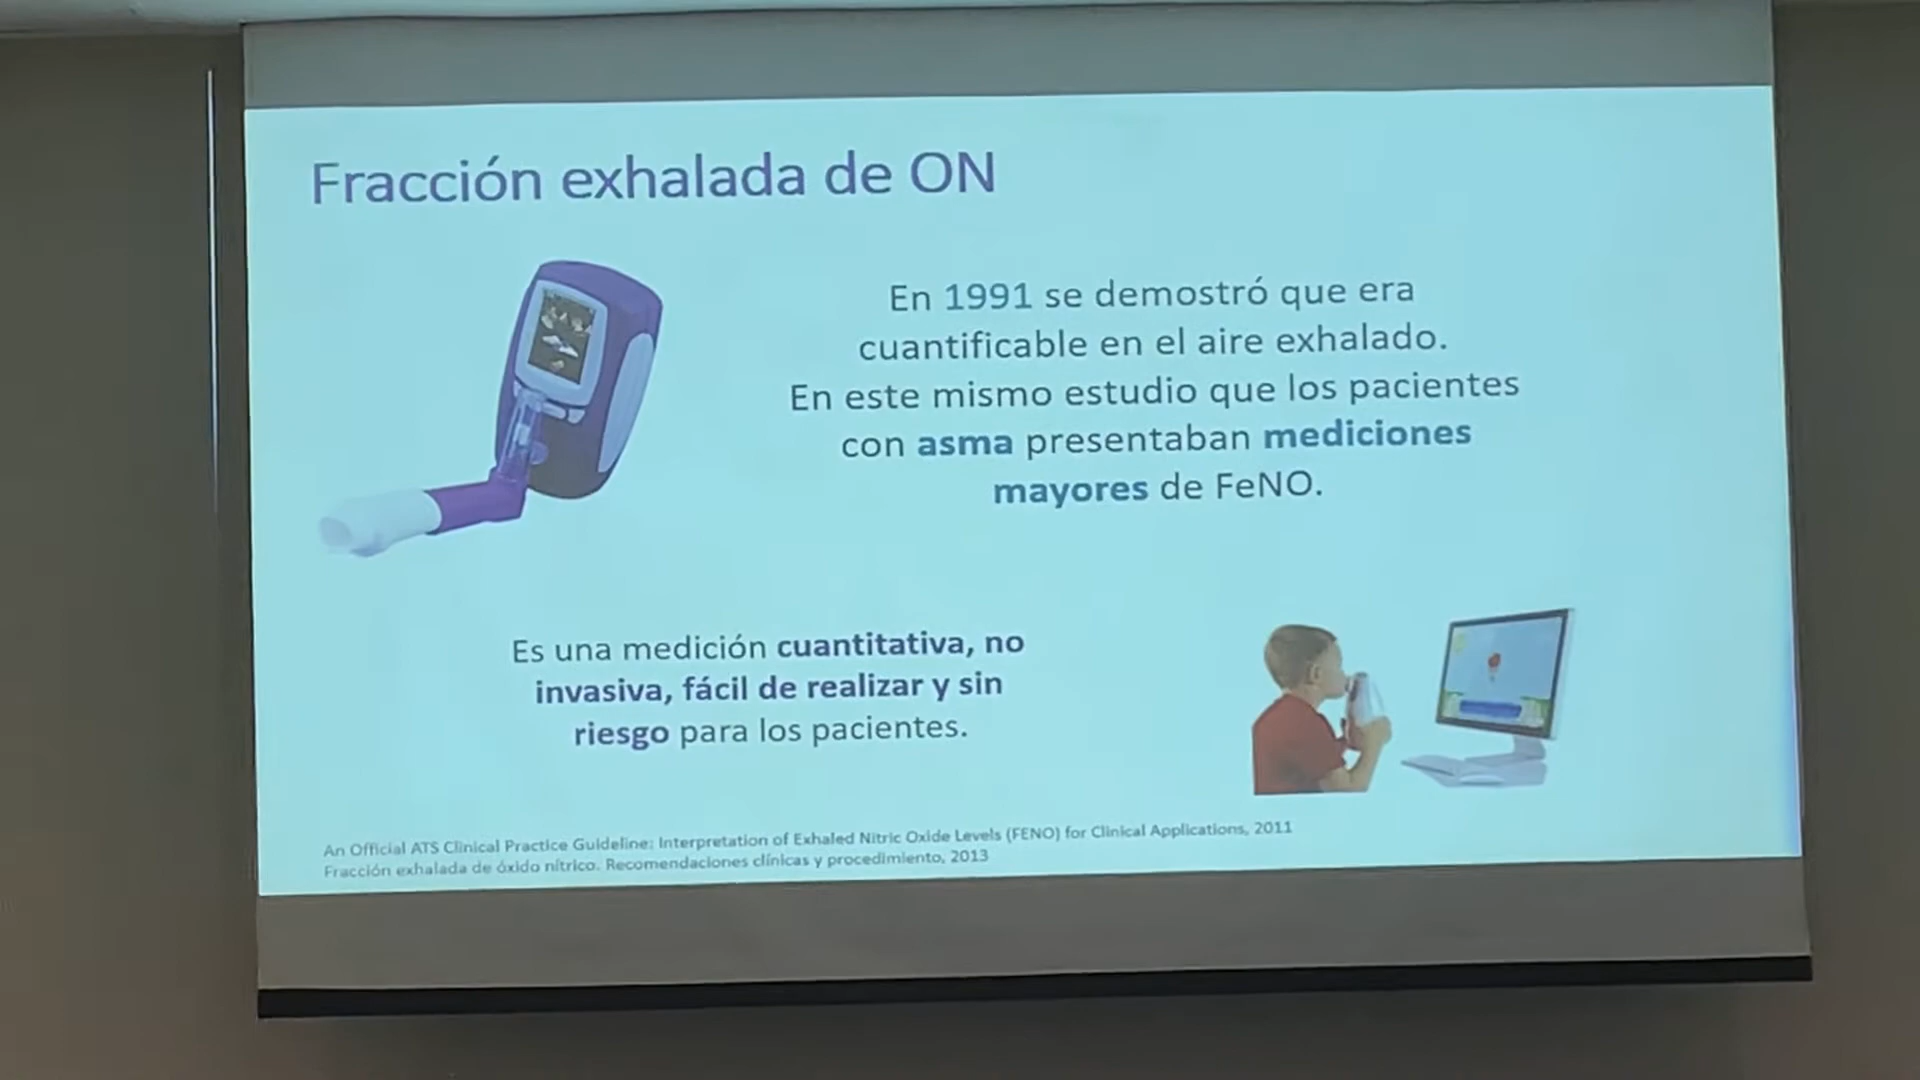 Fracción exhalada de ON
En 1991 se demostró que era
cuantificable en el aire exhalado.
En este mismo estudio que los pacientes
con asma presentaban mediciones
mayores de FeNO.
Es una medición cuantitativa, no
invasiva, fácil de realizar y sin
riesgo para los pacientes.
An Official ATS Clinical Practice Guideline: Interpretation of Exhaled Nitric Oxide Levels (FENO) for Clinical Applications, 2011
Fracción exhalada de óxido nítrico. Recomendaciones clínicas y procedimiento, 2013